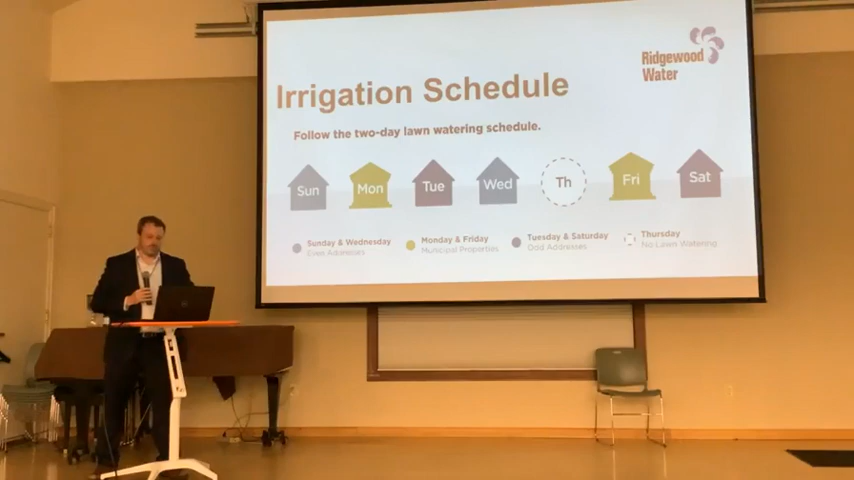 Ridgewood
Water
Irrigation Schedule
Follow the two-day lawn watering schedule.
Sun Mon Tue Wed Th Fri Sat
Sunday & Wednesday
Even Addresses
Monday & Friday
Municipal Properties
Tuesday & Saturday
Odd Addresses
Thursday
No Lawn Watering